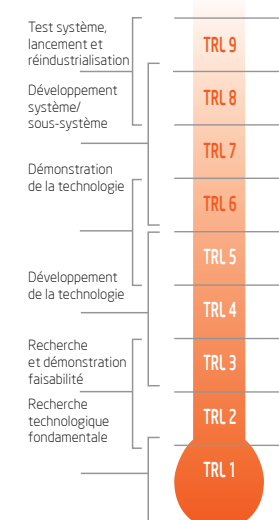 Test système,
lancement et
réindustrialisation
Développement
système/
sous-système
Démonstration
de la technologie
Développement
de la technologie
Recherche
et démonstration
faisabilité
Recherche
technologique
fondamentale
TRL 9
TRL 8
TRL 7
TRL 6
TRL 5
TRL 4
TRL 3
TRL 2
TRL 1